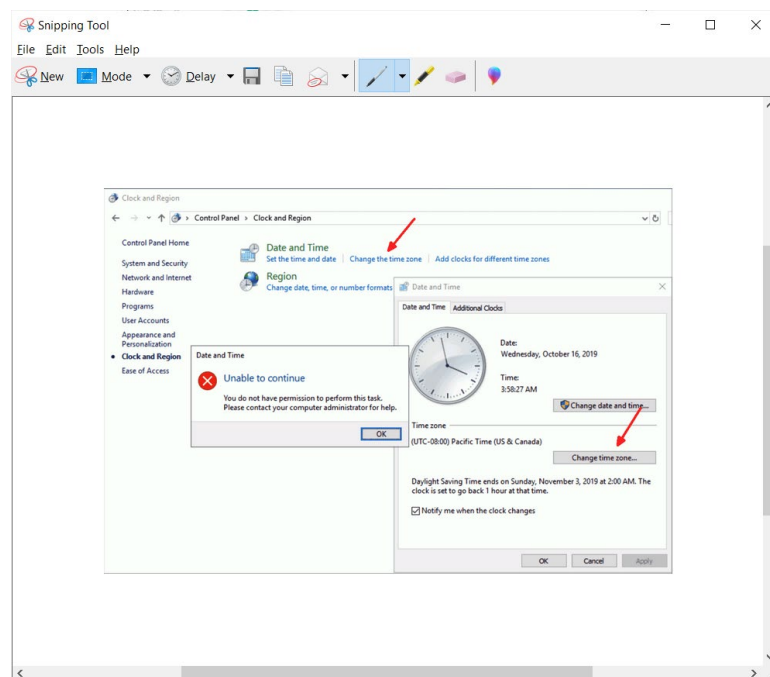 Snipping Tool
File Edit Tools Help
New Mode Delay
Clock and Region
Control Panel > Clock and Region
Control Panel Home
System and Security
Network and Internet
Hardware
Programs
User Accounts
Appearance and
Personalization
Clock and Region
Ease of Access
Date and Time
Set the time and date Change the time zone Add clocks for different time zones
Region
Change date, time, or number formats
Date and Time
Unable to continue
You do not have permission to perform this task.
Please contact your computer administrator for help.
OK
Date and Time
Date and Time Additional Clocks
Date:
Wednesday, October 16, 2019
Time:
3:58:27 AM
Change date and time...
Time zone
(UTC-08:00) Pacific Time (US & Canada)
Change time zone...
Daylight Saving Time ends on Sunday, November 3, 2019 at 2:00 AM. The
clock is set to go back 1 hour at that time.
Notify me when the clock changes
OK Cancel Apply